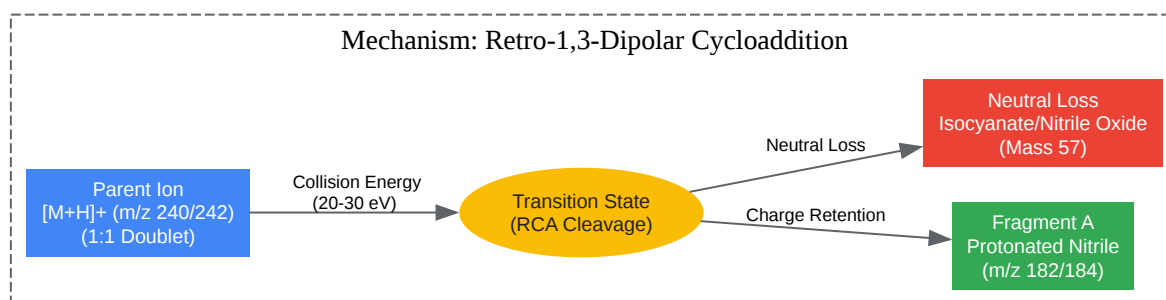 Mechanism: Retro-1,3-Dipolar Cycloaddition
Parent Ion
[M+H]+ (m/z 240/242)
(1:1 Doublet)
Collision Energy
(20-30 eV)
Transition State
(RCA Cleavage)
Neutral Loss
Neutral Loss
Isocyanate/Nitrile Oxide
(Mass 57)
Charge Retention
Fragment A
Protonated Nitrile
(m/z 182/184)